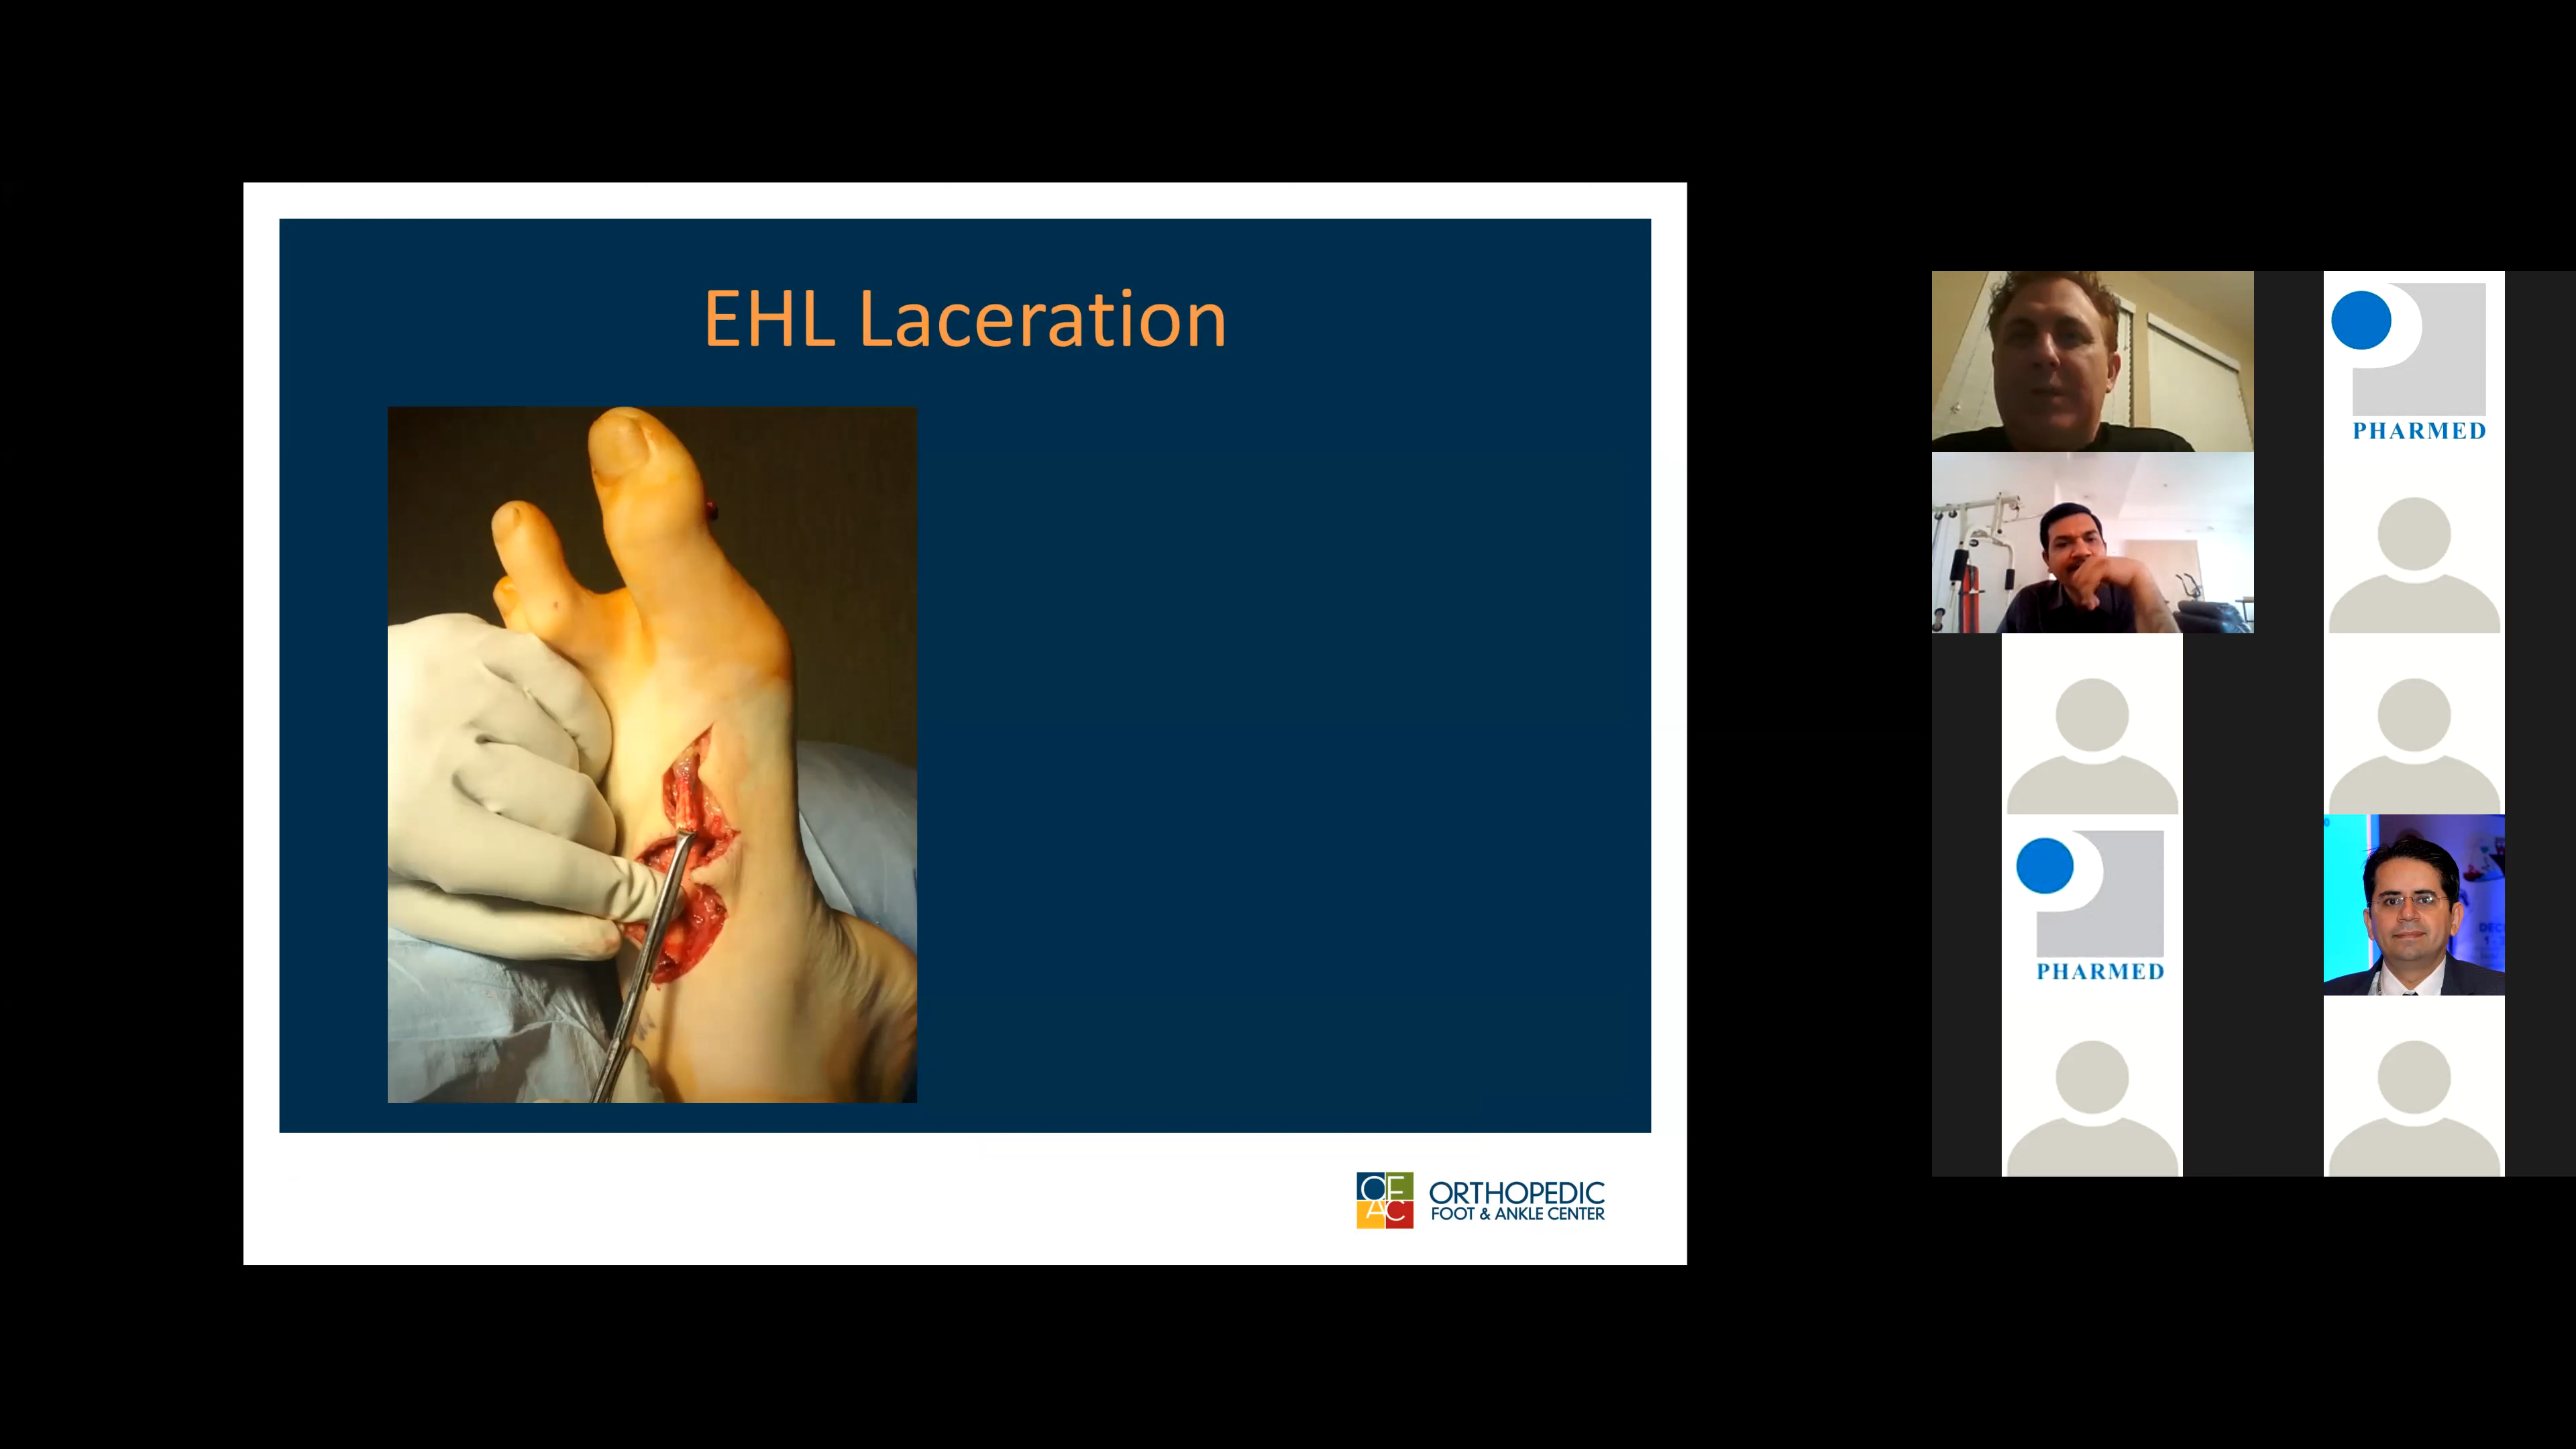 EHL Laceration
OFAC
ORTHOPEDIC
FOOT & ANKLE CENTER
PHARMED
PHARMED